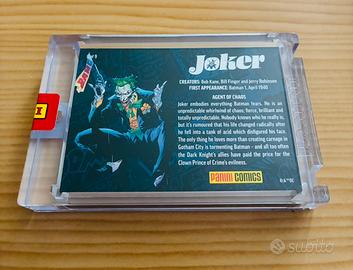 Joker
CREATORS: Bob Kane, Bill Finger and Jerry Robinson
FIRST APPEARANCE: Batman 1, April 1940
AGENT OF CHAOS
Joker embodies everything Batman fears. He is an
unpredictable whirlwind of chaos; fierce, brilliant and
totally unpredictable. Nobody knows who he really is,
but it's rumoured that his life changed radically after
he fell into a tank of acid which disfigured his face.
The only thing he loves more than creating carnage in
Gotham City is tormenting Batman - and all too often
the Dark Knight's allies have paid the price for the
Clown Prince of Crime's evilness.
PANINI COMICS
subito